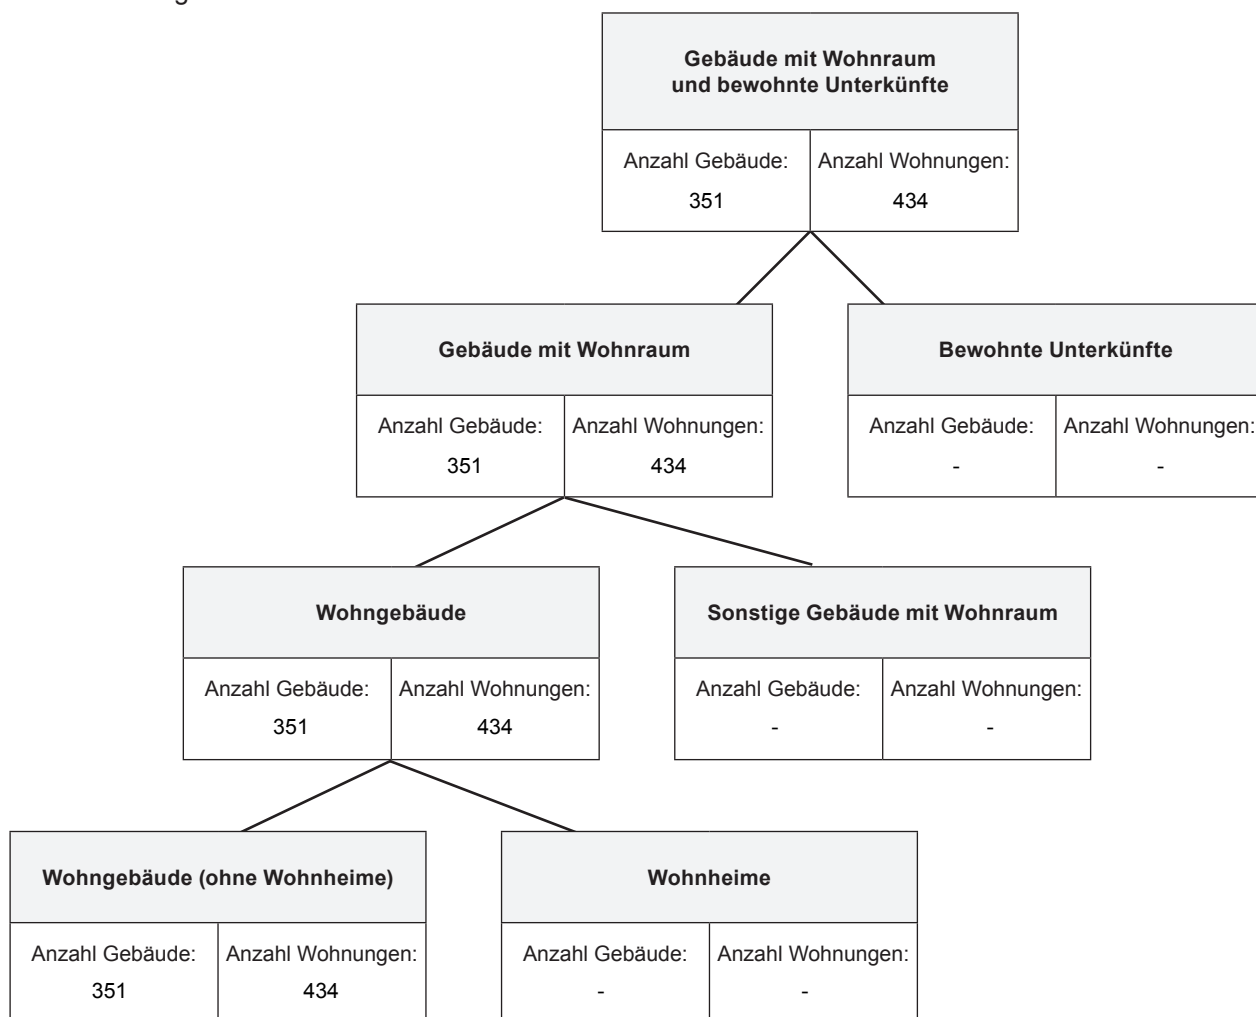 Gebäude mit Wohnraum
und bewohnte Unterkünfte
Anzahl Gebäude: Anzahl Wohnungen:
351 434
Gebäude mit Wohnraum Bewohnte Unterkünfte
Anzahl Gebäude: Anzahl Wohnungen: Anzahl Gebäude: Anzahl Wohnungen:
351 434 - -
Wohngebäude Sonstige Gebäude mit Wohnraum
Anzahl Gebäude: Anzahl Wohnungen: Anzahl Gebäude: Anzahl Wohnungen:
351 434 - -
Wohngebäude (ohne Wohnheime) Wohnheime
Anzahl Gebäude: Anzahl Wohnungen: Anzahl Gebäude: Anzahl Wohnungen:
351 434 - -